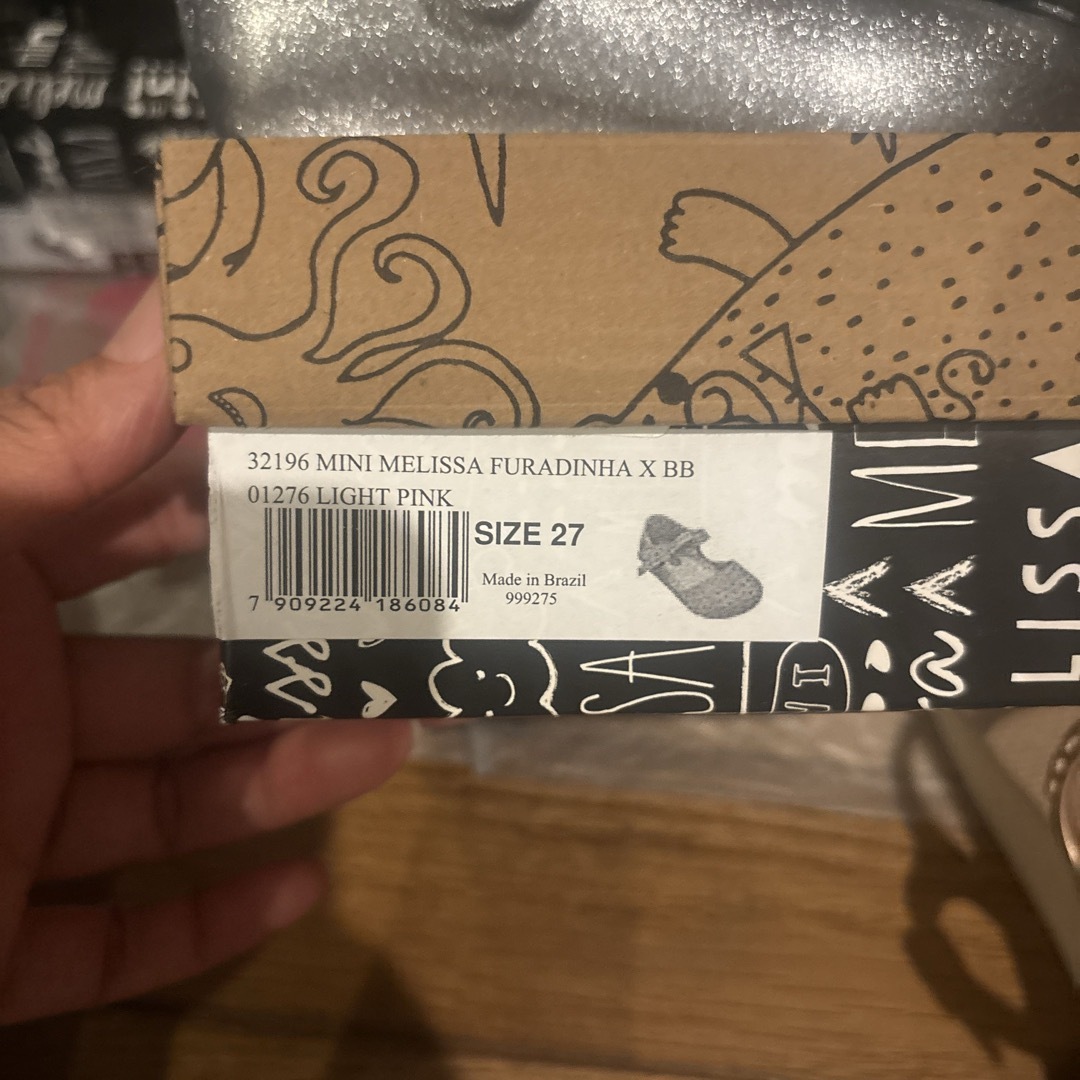 32196 MINI MELISSA FURADINHA X BB
01276 LIGHT PINK
SIZE 27
Made in Brazil
999275
7 909224 186084